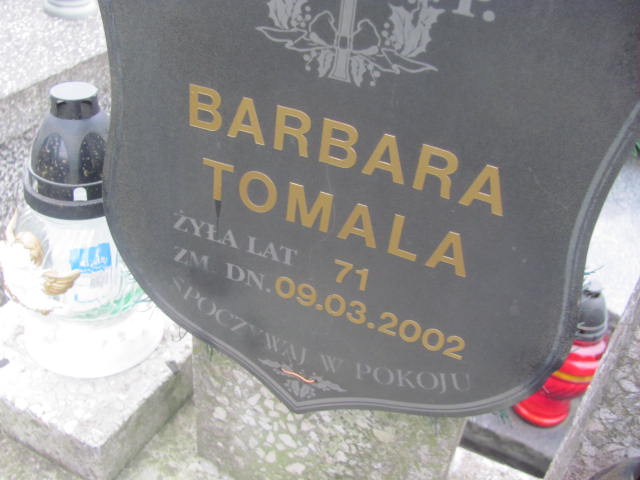 P.
BARBARA
TOMALA
ŻYŁA LAT 71
ZM. DN. 09.03.2002
SPOCZYWAJ W POKOJU